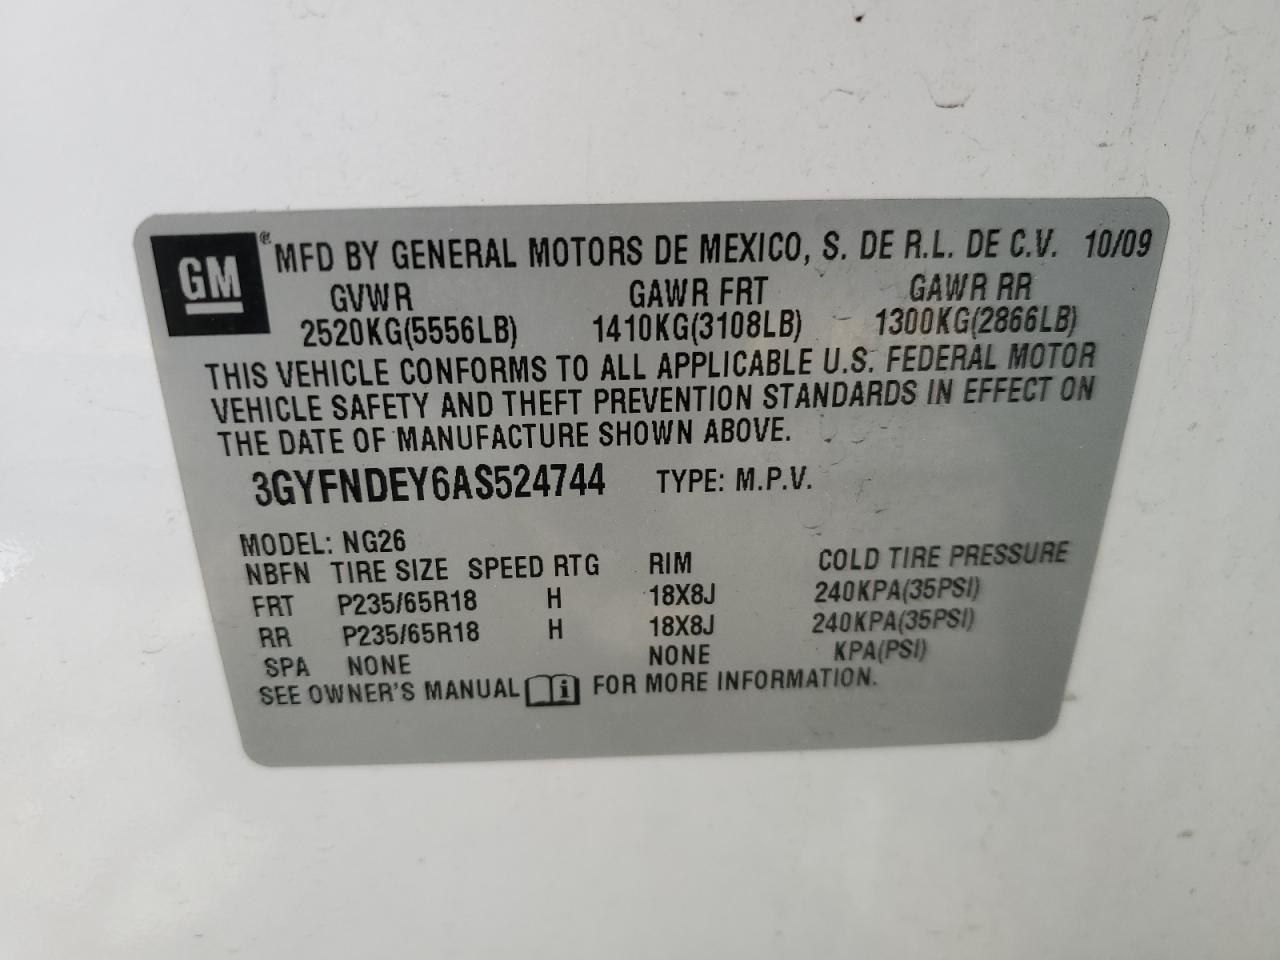 GM ® MFD BY GENERAL MOTORS DE MEXICO, S. DE R.L. DE C.V. 10/09
GVWR GAWR FRT GAWR RR
2520KG(5556LB) 1410KG(3108LB) 1300KG(2866LB)
THIS VEHICLE CONFORMS TO ALL APPLICABLE U.S. FEDERAL MOTOR
VEHICLE SAFETY AND THEFT PREVENTION STANDARDS IN EFFECT ON
THE DATE OF MANUFACTURE SHOWN ABOVE.
3GYFNDEY6AS524744 TYPE: M.P.V.
MODEL: NG26
NBFN TIRE SIZE SPEED RTG RIM COLD TIRE PRESSURE
FRT P235/65R18 H 18X8J 240KPA(35PSI)
RR P235/65R18 H 18X8J 240KPA(35PSI)
SPA NONE NONE KPA(PSI)
SEE OWNER'S MANUAL i FOR MORE INFORMATION.